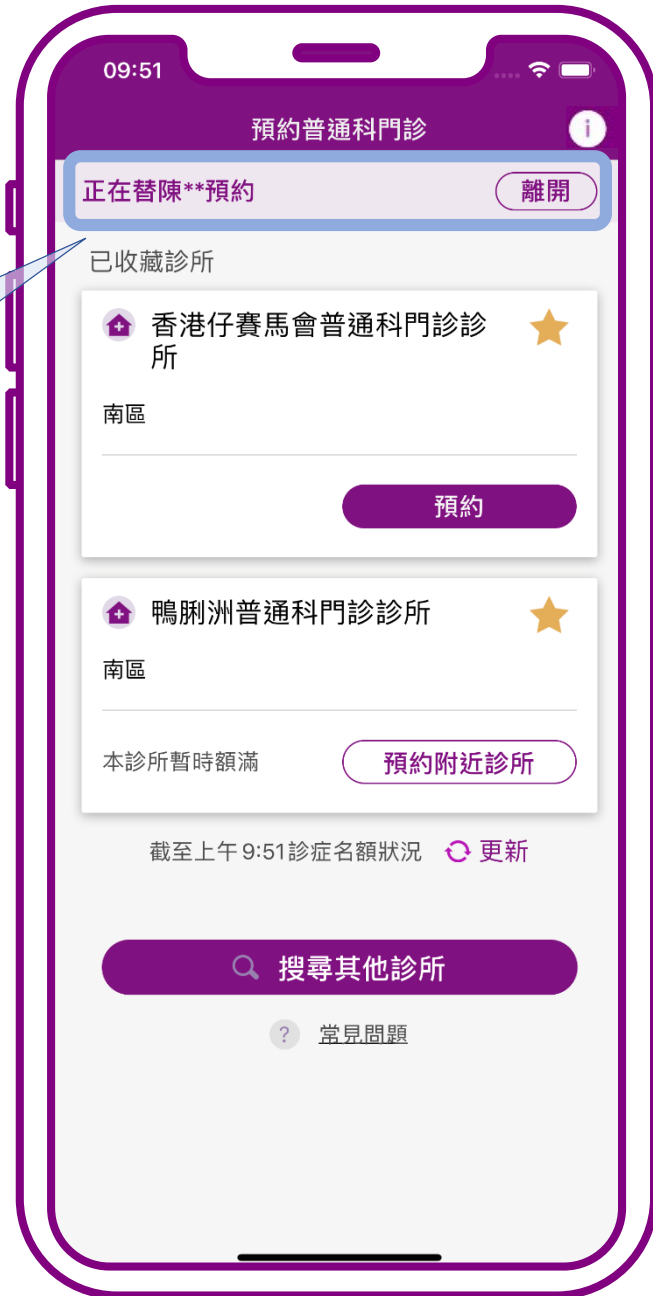 09:51
預約普通科門診
i
正在替陳**預約
離開
已收藏診所
香港仔賽馬會普通科門診診
所
南區
預約
鴨脷洲普通科門診診所
南區
本診所暫時額滿
預約附近診所
截至上午9:51診症名額狀況
更新
搜尋其他診所
?
常見問題